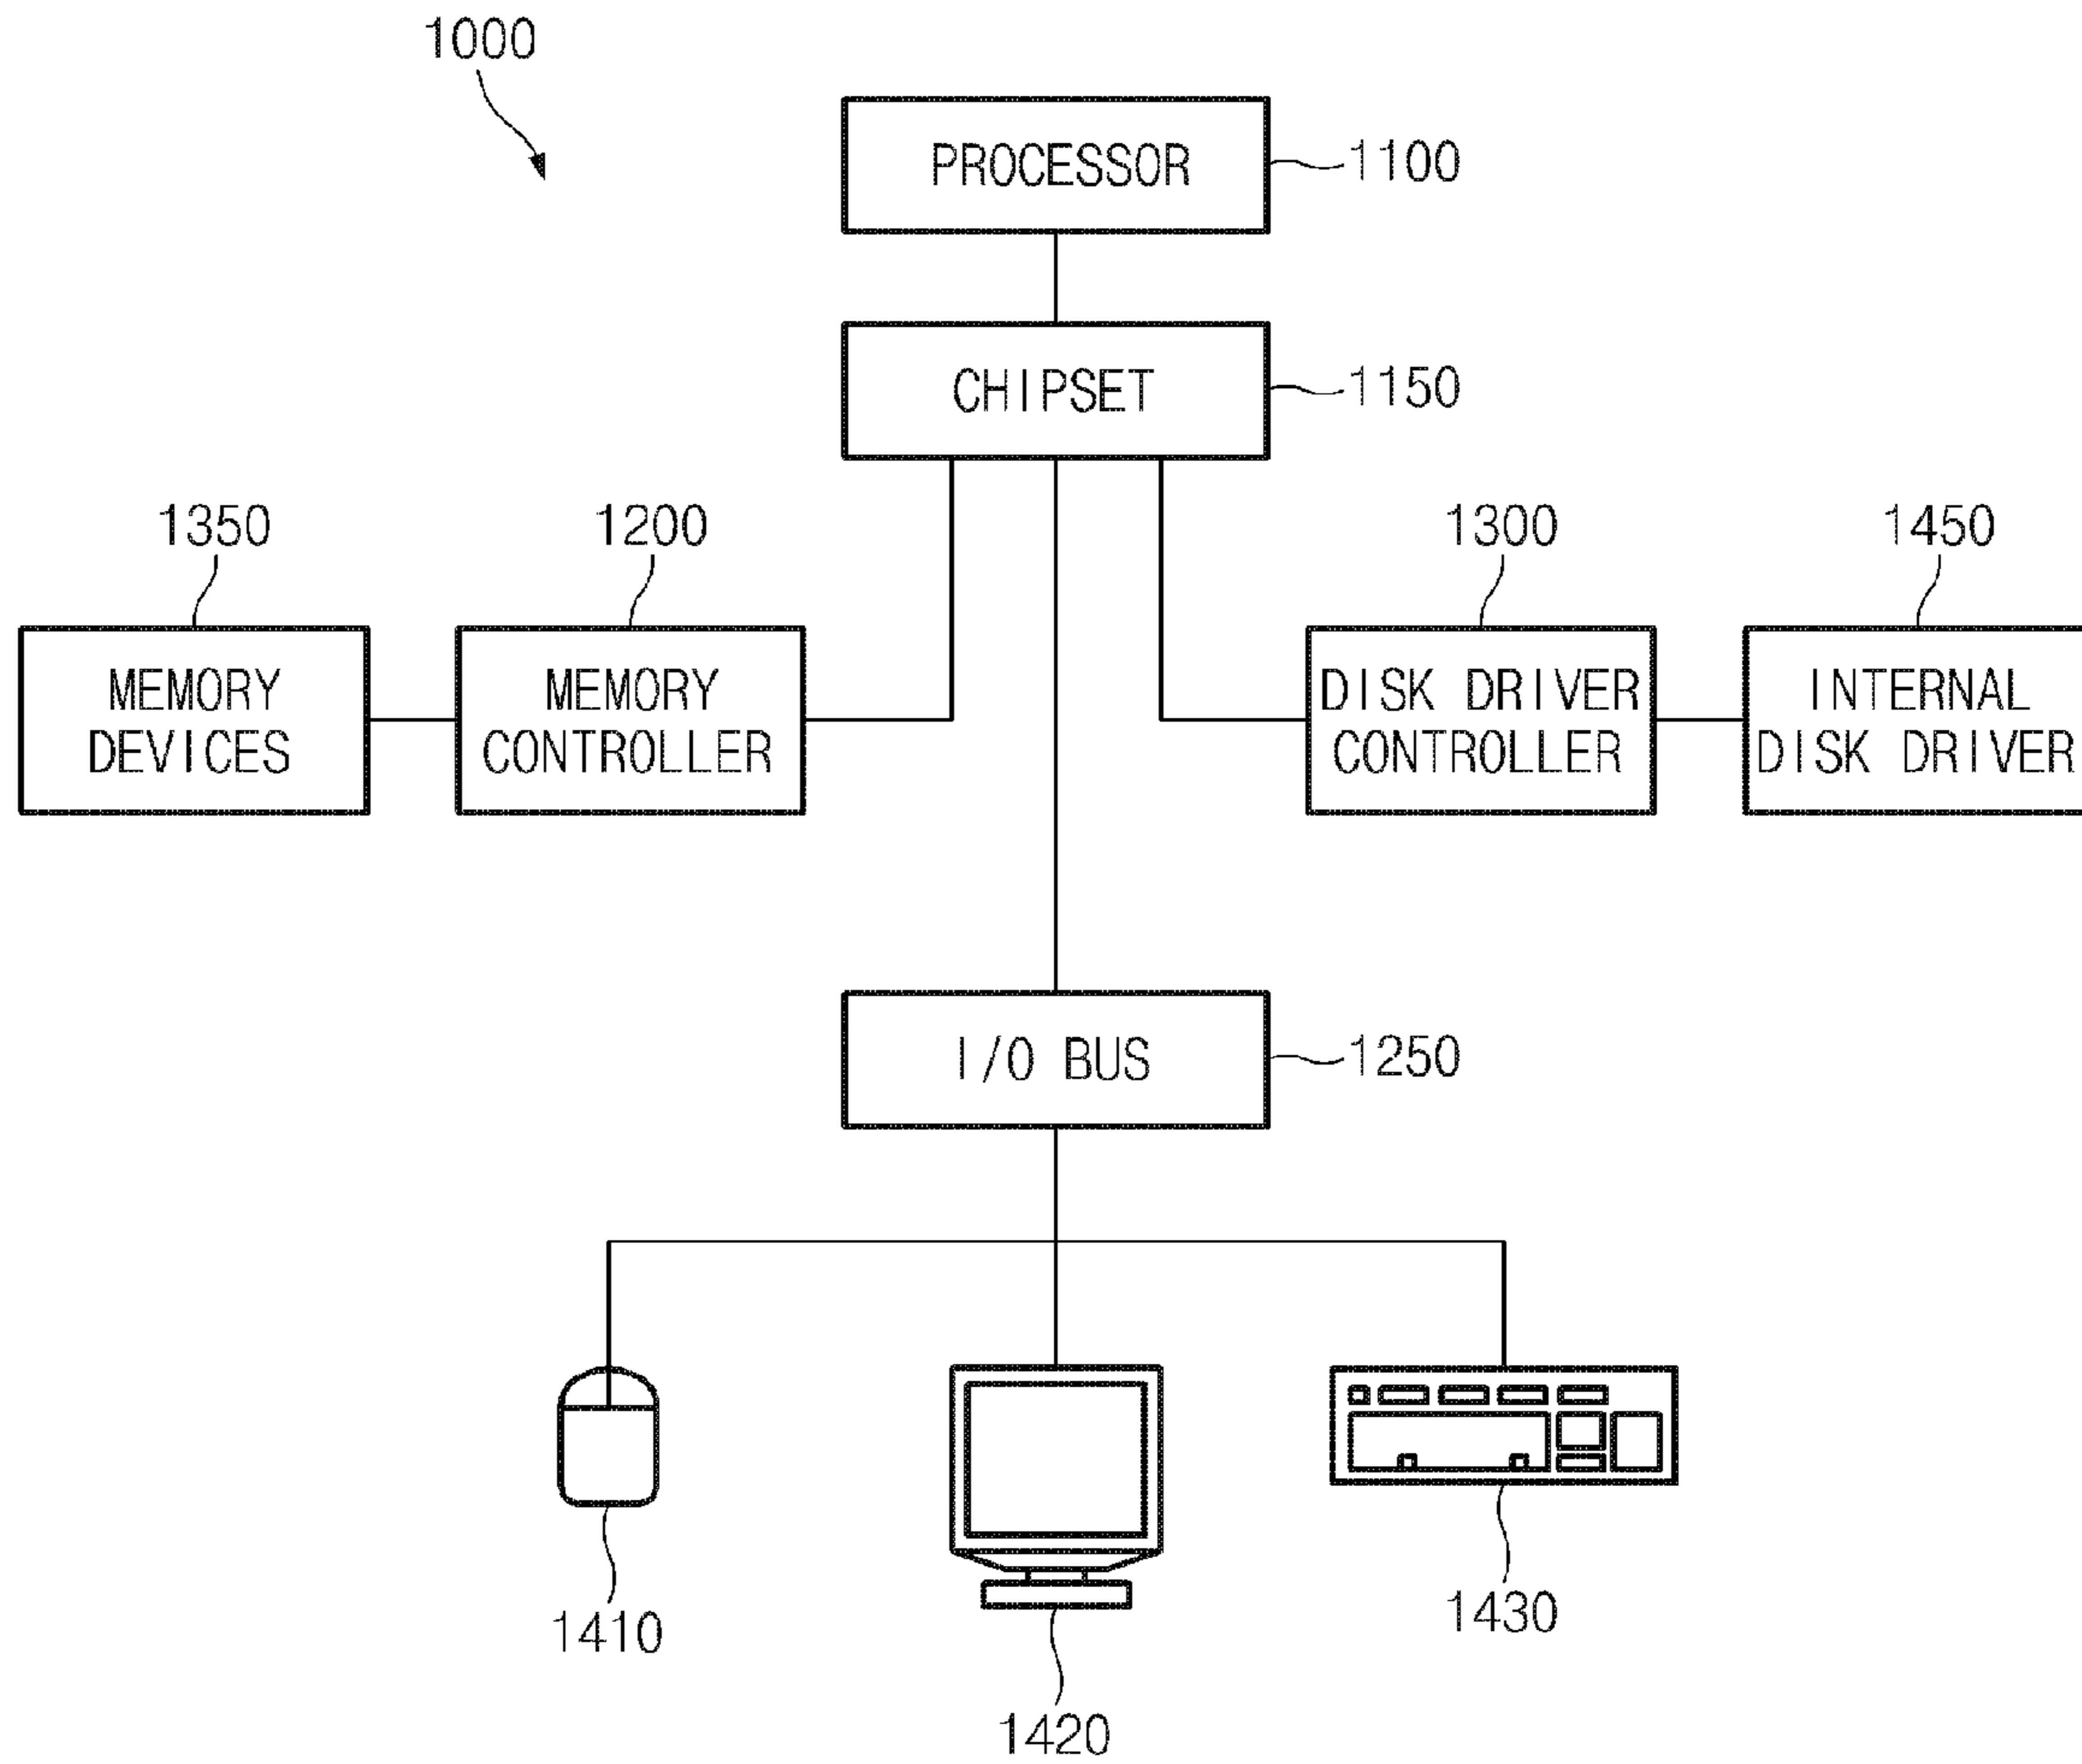 1000
PROCESSOR
1100
CHIPSET
1150
1350
1200
1300
1450
MEMORY
DEVICES
MEMORY
CONTROLLER
DISK DRIVER
CONTROLLER
INTERNAL
DISK DRIVER
I/O BUS
1250
1410
1420
1430